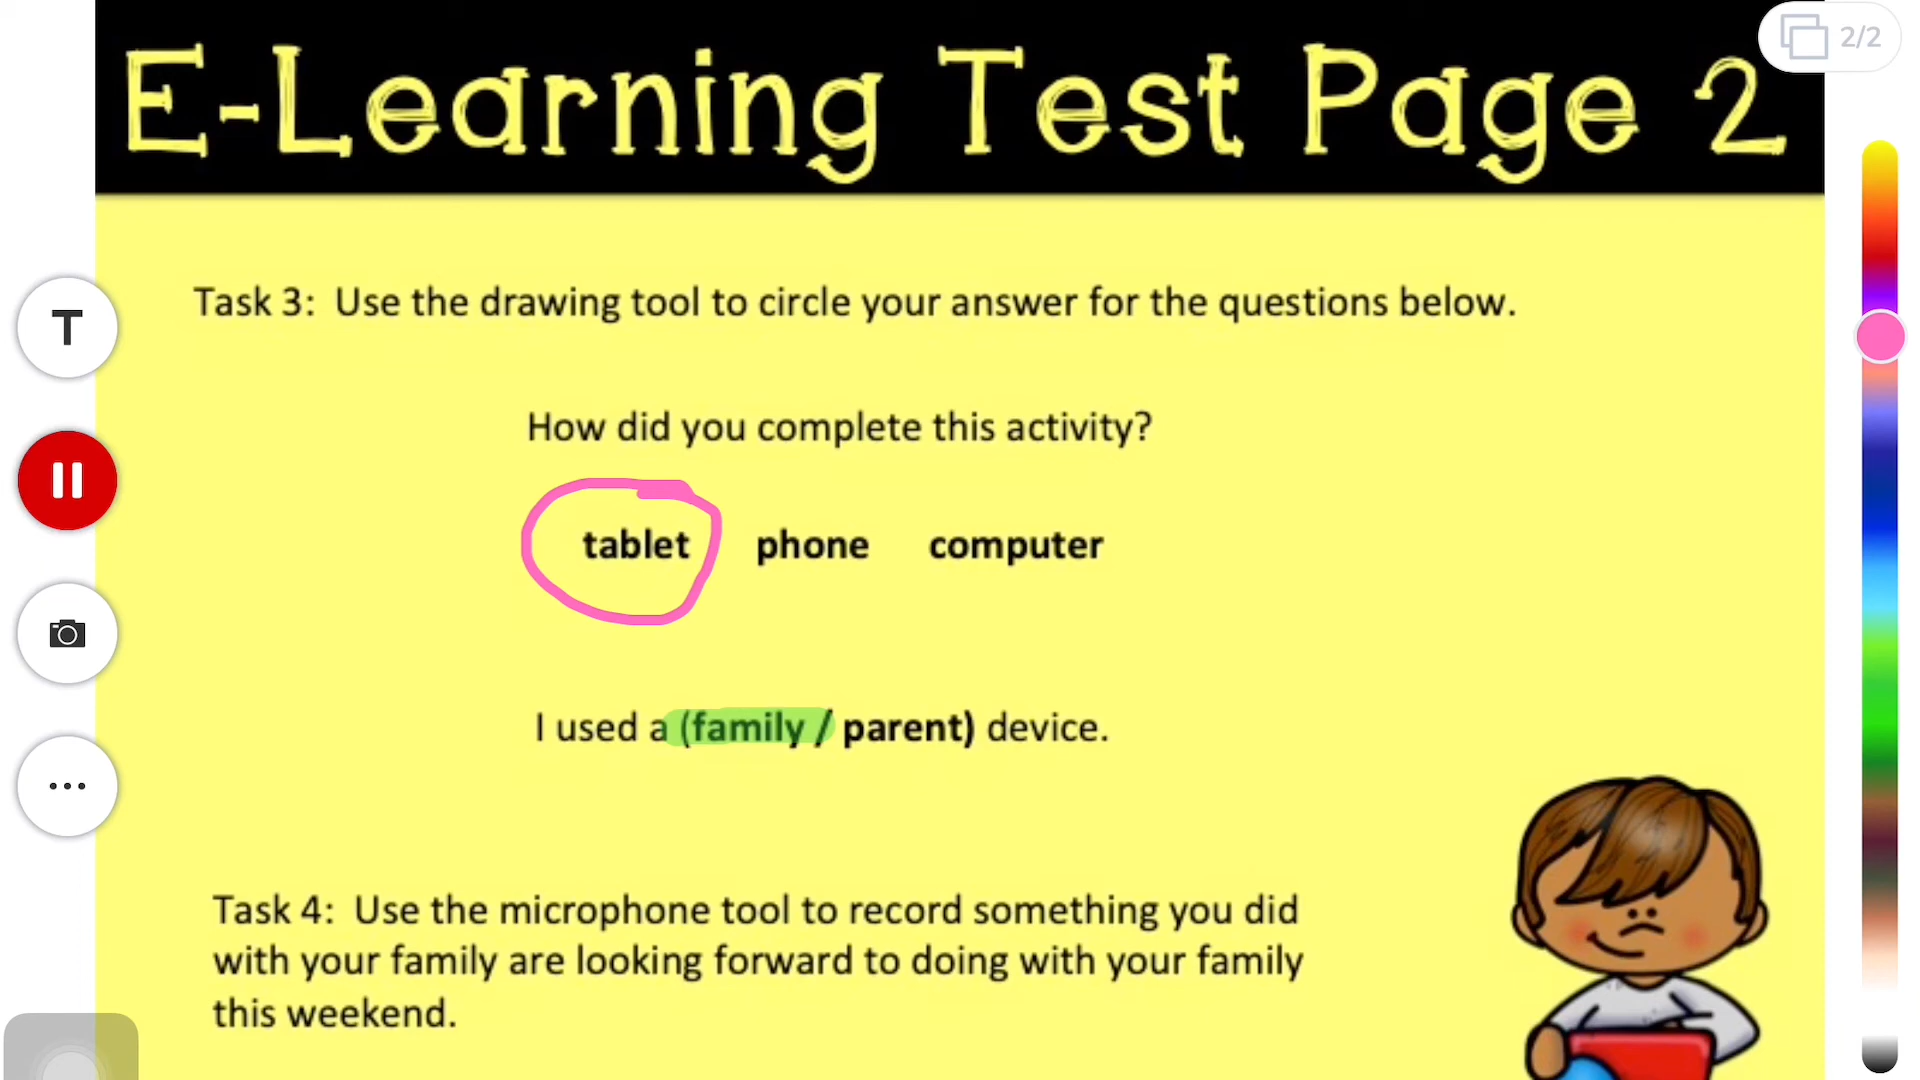 E-Learning Test Page 2
2/2
Task 3: Use the drawing tool to circle your answer for the questions below.
T
How did you complete this activity?
tablet phone computer
I used a (family / parent) device.
Task 4: Use the microphone tool to record something you did
with your family are looking forward to doing with your family
this weekend.